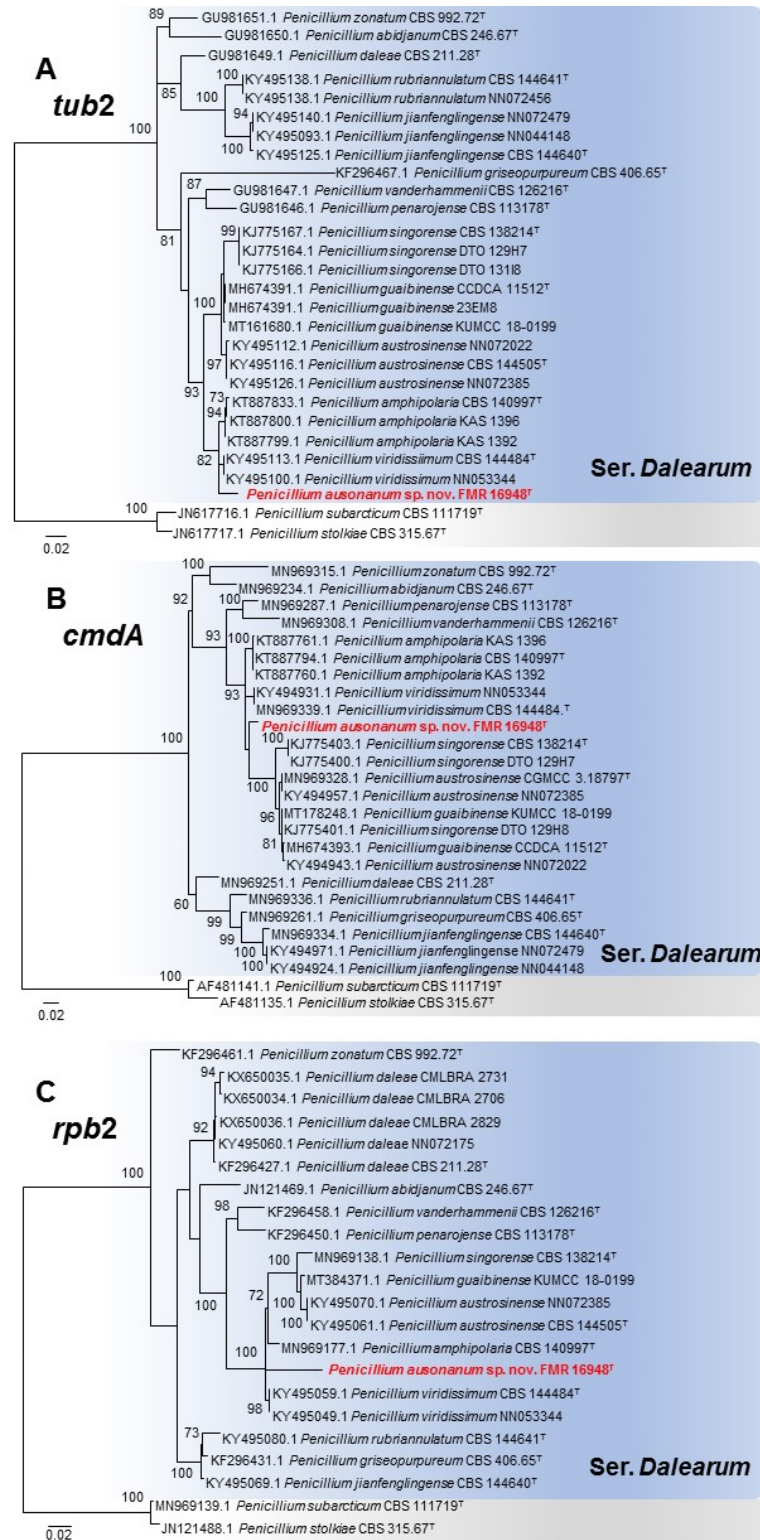 89
GU981651.1 Penicillium zonatum CBS 992.72ᵀ
GU981650.1 Penicillium abidjanum CBS 246.67ᵀ
A
tub2
GU981649.1 Penicillium daleae CBS 211.28ᵀ
85
100
100
KY495138.1 Penicillium rubriannulatum CBS 144641ᵀ
KY495138.1 Penicillium rubriannulatum NN072456
94
KY495140.1 Penicillium jianfenglingense NN072479
KY495093.1 Penicillium jianfenglingense NN044148
100
KY495125.1 Penicillium jianfenglingense CBS 144640ᵀ
100
KF296467.1 Penicillium griseopurpureum CBS 406.65ᵀ
81
87
GU981647.1 Penicillium vanderhammenii CBS 126216ᵀ
GU981646.1 Penicillium penarojense CBS 113178ᵀ
99
KJ775167.1 Penicillium singorense CBS 138214ᵀ
KJ775164.1 Penicillium singorense DTO 129H7
KJ775166.1 Penicillium singorense DTO 131I8
100
MH674391.1 Penicillium guaibinense CCDCA 11512ᵀ
MH674391.1 Penicillium guaibinense 23EM8
MT161680.1 Penicillium guaibinense KUMCC 18-0199
KY495112.1 Penicillium austrosinense NN072022
97
KY495116.1 Penicillium austrosinense CBS 144505ᵀ
KY495126.1 Penicillium austrosinense NN072385
93
73
KT887833.1 Penicillium amphipolaria CBS 140997ᵀ
94
KT887800.1 Penicillium amphipolaria KAS 1396
KT887799.1 Penicillium amphipolaria KAS 1392
82
KY495113.1 Penicillium viridissiimum CBS 144484ᵀ
KY495100.1 Penicillium viridissimum NN053344
Penicillium ausonanum sp. nov. FMR 16948ᵀ
Ser. Dalearum
100
JN617716.1 Penicillium subarcticum CBS 111719ᵀ
JN617717.1 Penicillium stolkiae CBS 315.67ᵀ
0.02
B
cmdA
100
MN969315.1 Penicillium zonatum CBS 992.72ᵀ
92
MN969234.1 Penicillium abidjanum CBS 246.67ᵀ
100
MN969287.1 Penicillium penarojense CBS 113178ᵀ
93
MN969308.1 Penicillium vanderhammenii CBS 126216ᵀ
100
KT887761.1 Penicillium amphipolaria KAS 1396
KT887794.1 Penicillium amphipolaria CBS 140997ᵀ
KT887760.1 Penicillium amphipolaria KAS 1392
93
KY494931.1 Penicillium viridissimum NN053344
MN969339.1 Penicillium viridissimum CBS 144484.ᵀ
Penicillium ausonanum sp. nov. FMR 16948ᵀ
100
100
KJ775403.1 Penicillium singorense CBS 138214ᵀ
KJ775400.1 Penicillium singorense DTO 129H7
100
MN969328.1 Penicillium austrosinense CGMCC 3.18797ᵀ
KY494957.1 Penicillium austrosinense NN072385
96
MT178248.1 Penicillium guaibinense KUMCC 18-0199
KJ775401.1 Penicillium singorense DTO 129H8
81
MH674393.1 Penicillium guaibinense CCDCA 11512ᵀ
KY494943.1 Penicillium austrosinense NN072022
MN969251.1 Penicillium daleae CBS 211.28ᵀ
60
MN969336.1 Penicillium rubriannulatum CBS 144641ᵀ
99
MN969261.1 Penicillium griseopurpureum CBS 406.65ᵀ
99
MN969334.1 Penicillium jianfenglingense CBS 144640ᵀ
100
KY494971.1 Penicillium jianfenglingense NN072479
100
KY494924.1 Penicillium jianfenglingense NN044148
Ser. Dalearum
100
AF481141.1 Penicillium subarcticum CBS 111719ᵀ
AF481135.1 Penicillium stolkiae CBS 315.67ᵀ
0.02
C
rpb2
KF296461.1 Penicillium zonatum CBS 992.72ᵀ
94
KX650035.1 Penicillium daleae CMLBRA 2731
KX650034.1 Penicillium daleae CMLBRA 2706
92
KX650036.1 Penicillium daleae CMLBRA 2829
KY495060.1 Penicillium daleae NN072175
KF296427.1 Penicillium daleae CBS 211.28ᵀ
100
JN121469.1 Penicillium abidjanum CBS 246.67ᵀ
98
KF296458.1 Penicillium vanderhammenii CBS 126216ᵀ
KF296450.1 Penicillium penarojense CBS 113178ᵀ
100
100
MN969138.1 Penicillium singorense CBS 138214ᵀ
72
MT384371.1 Penicillium guaibinense KUMCC 18-0199
100
KY495070.1 Penicillium austrosinense NN072385
100
KY495061.1 Penicillium austrosinense CBS 144505ᵀ
100
MN969177.1 Penicillium amphipolaria CBS 140997ᵀ
Penicillium ausonanum sp. nov. FMR 16948ᵀ
KY495059.1 Penicillium viridissimum CBS 144484ᵀ
98
KY495049.1 Penicillium viridissimum NN053344
73
KY495080.1 Penicillium rubriannulatum CBS 144641ᵀ
KF296431.1 Penicillium griseopurpureum CBS 406.65ᵀ
100
KY495069.1 Penicillium jianfenglingense CBS 144640ᵀ
Ser. Dalearum
100
MN969139.1 Penicillium subarcticum CBS 111719ᵀ
JN121488.1 Penicillium stolkiae CBS 315.67ᵀ
0.02